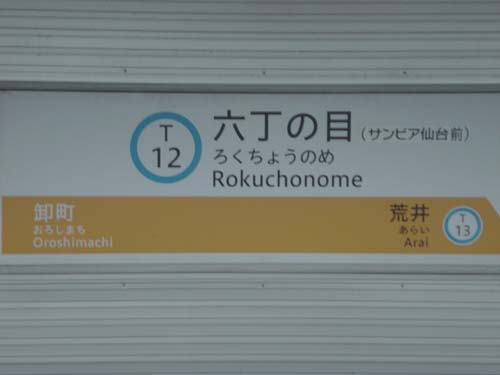 T
12
六丁の目(サンピア仙台前)
ろくちょうのめ
Rokuchonome
卸町
おろしまち
Oroshimachi
荒井
あらい
Arai
T
13